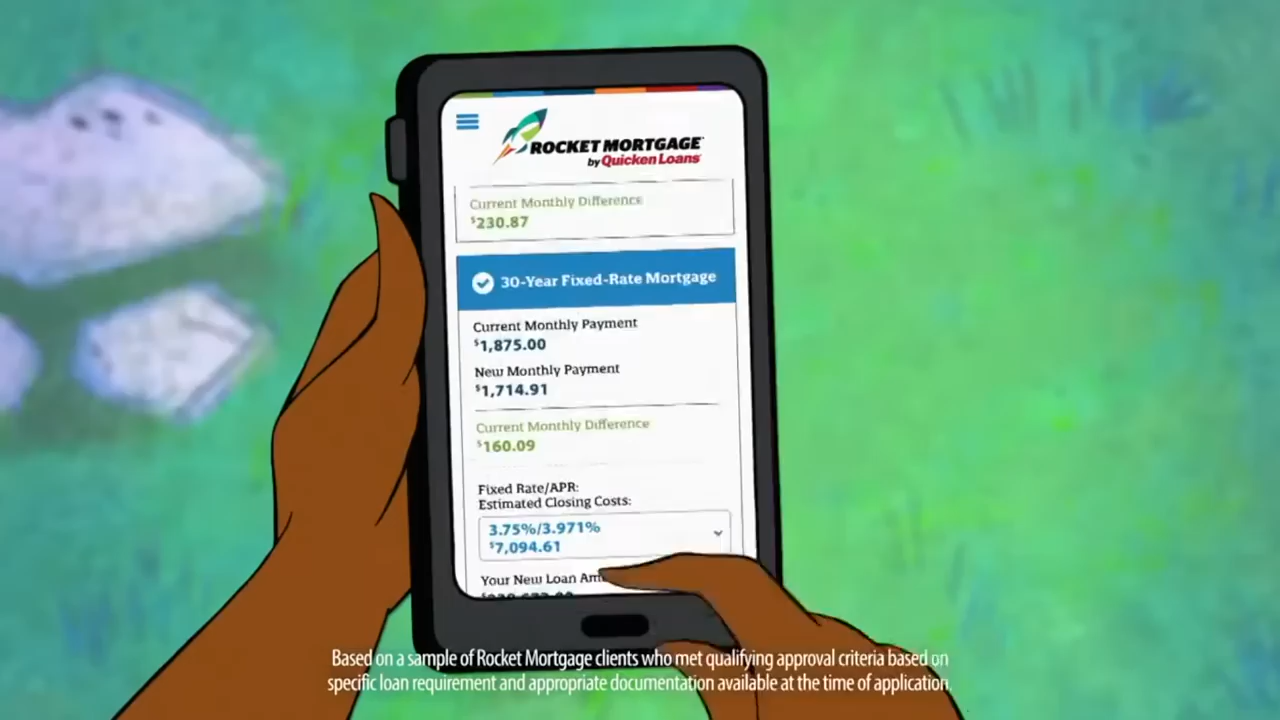 ROCKET MORTGAGE
by Quicken Loans
Current Monthly Difference
$230.87
30-Year Fixed-Rate Mortgage
Current Monthly Payment
$1,875.00
New Monthly Payment
$1,714.91
Current Monthly Difference
$160.09
Fixed Rate/APR:
Estimated Closing Costs:
3.75%/3.971%
$7,094.61
Your New Loan
Based on a sample of Rocket Mortgage clients who met qualifying approval criteria based on
specific loan requirement and appropriate documentation available at the time of application